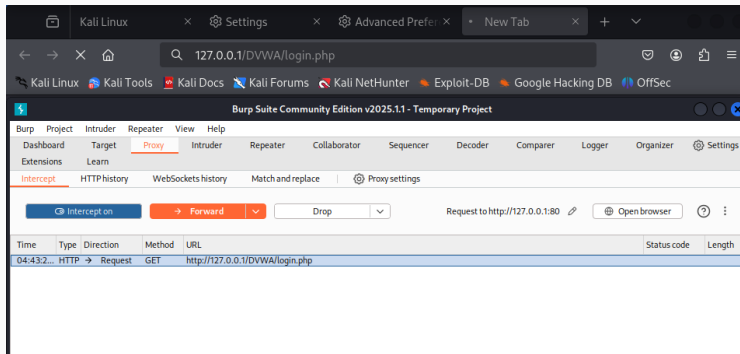 Kali Linux × Settings × Advanced Prefer × • New Tab × +
127.0.0.1/DVWA/login.php
Kali Linux Kali Tools Kali Docs Kali Forums Kali NetHunter Exploit-DB Google Hacking DB OffSec
Burp Suite Community Edition v2025.1.1 - Temporary Project
Burp Project Intruder Repeater View Help
Dashboard Target Proxy Intruder Repeater Collaborator Sequencer Decoder Comparer Logger Organizer Settings
Extensions Learn
Intercept HTTP history WebSockets history Match and replace Proxy settings
Intercept on → Forward Drop Request to http://127.0.0.1:80 Open browser ?
Time Type Direction Method URL Status code Length
04:43:2... HTTP → Request GET http://127.0.0.1/DVWA/login.php